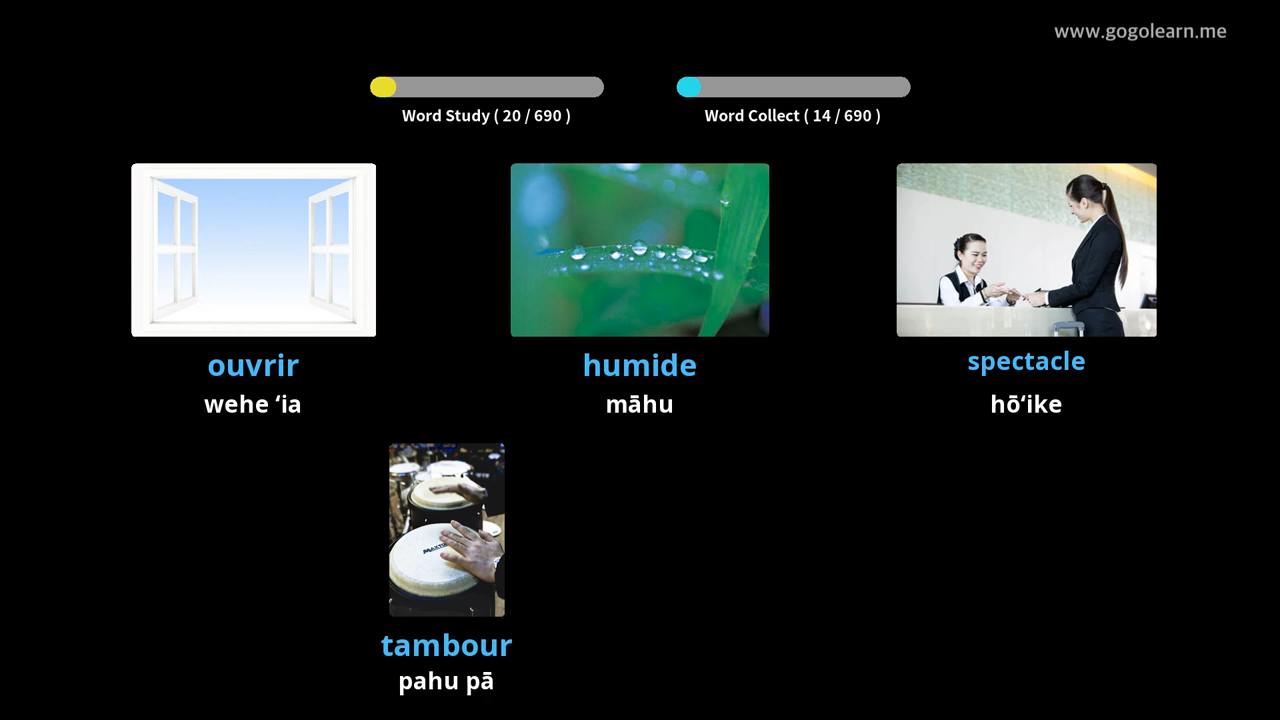 www.gogolearn.me
Word Study ( 20 / 690 )
Word Collect ( 14 / 690 )
ouvrir
wehe ʻia
humide
māhu
spectacle
hōʻike
tambour
pahu pā